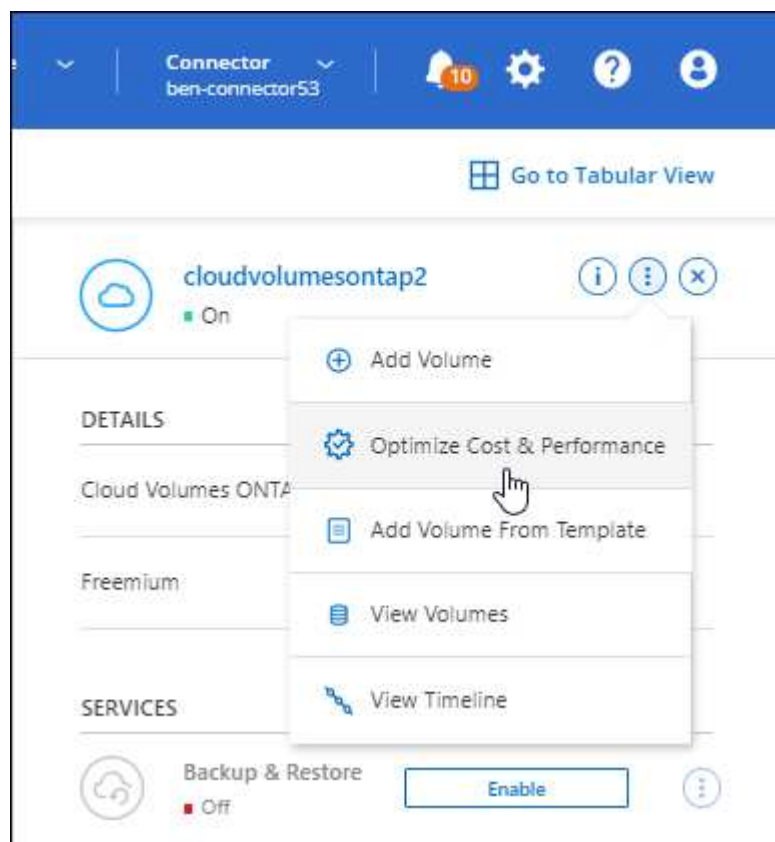 Connector
ben-connector53
10
Go to Tabular View
cloudvolumesontap2
On
Add Volume
DETAILS
Optimize Cost & Performance
Cloud Volumes ONTA
Add Volume From Template
Freemium
View Volumes
View Timeline
SERVICES
Backup & Restore
Off
Enable